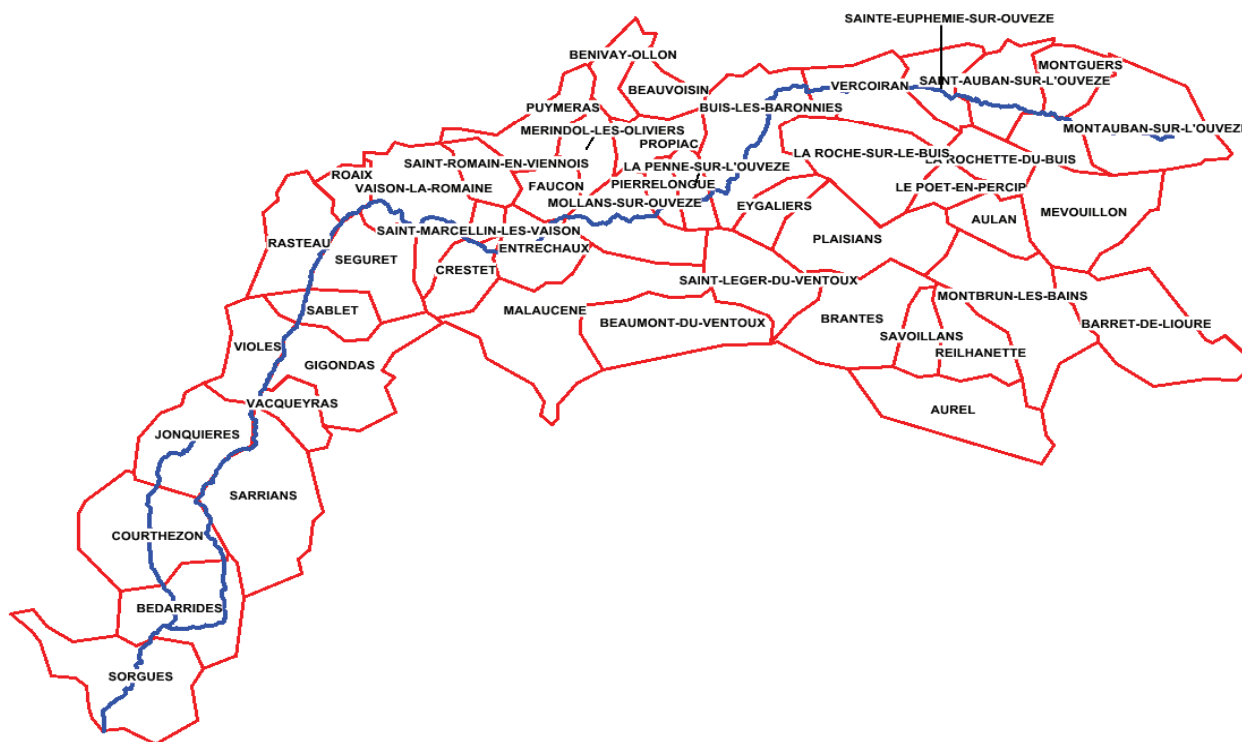 SAINTE-EUPHEMIE-SUR-OUVEZE
BENIVAY-OLLON
MONTGUERS
SAINT-AUBAN-SUR-L'OUVEZE
BEAUVOISIN
VERCOIRAN
PUYMERAS
BUIS-LES-BARONNIES
MERINDOL-LES-OLIVIERS
MONTAUBAN-SUR-L'OUVEZE
PROPIAC
LA ROCHE-SUR-LE-BUIS
LA ROCHETTE-DU-BUIS
SAINT-ROMAIN-EN-VIENNOIS
LA PENNE-SUR-L'OUVEZE
ROAIX
VAISON-LA-ROMAINE
FAUCON
PIERRELONGUE
LE POET-EN-PERCIP
MOLLANS-SUR-OUVEZE
EYGALIERS
MEVOUILLON
AULAN
SAINT-MARCELLIN-LES-VAISON
PLAISIANS
RASTEAU
ENTRECHAUX
SEGURET
CRESTET
SAINT-LEGER-DU-VENTOUX
MONTBRUN-LES-BAINS
SABLET
MALAUCENE
BEAUMONT-DU-VENTOUX
BRANTES
BARRET-DE-LIOURE
SAVOILLANS
VIOLES
REILHANETTE
GIGONDAS
VACQUEYRAS
AUREL
JONQUIERES
SARRIANS
COURTHEZON
BEDARRIDES
SORGUES